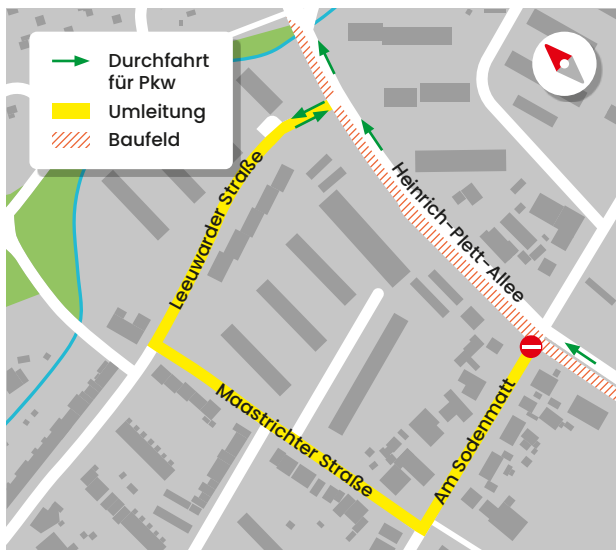 Durchfahrt
für Pkw
Umleitung
Baufeld
Heinrich-Plett-Allee
Leeuwarder Straße
Maastrichter Straße
Am Sodenmatt